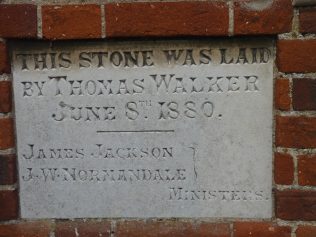 THIS STONE WAS LAID
BY THOMAS WALKER
JUNE 8TH 1880.
JAMES JACKSON
J. W. NORMANDALE
MINISTERS.